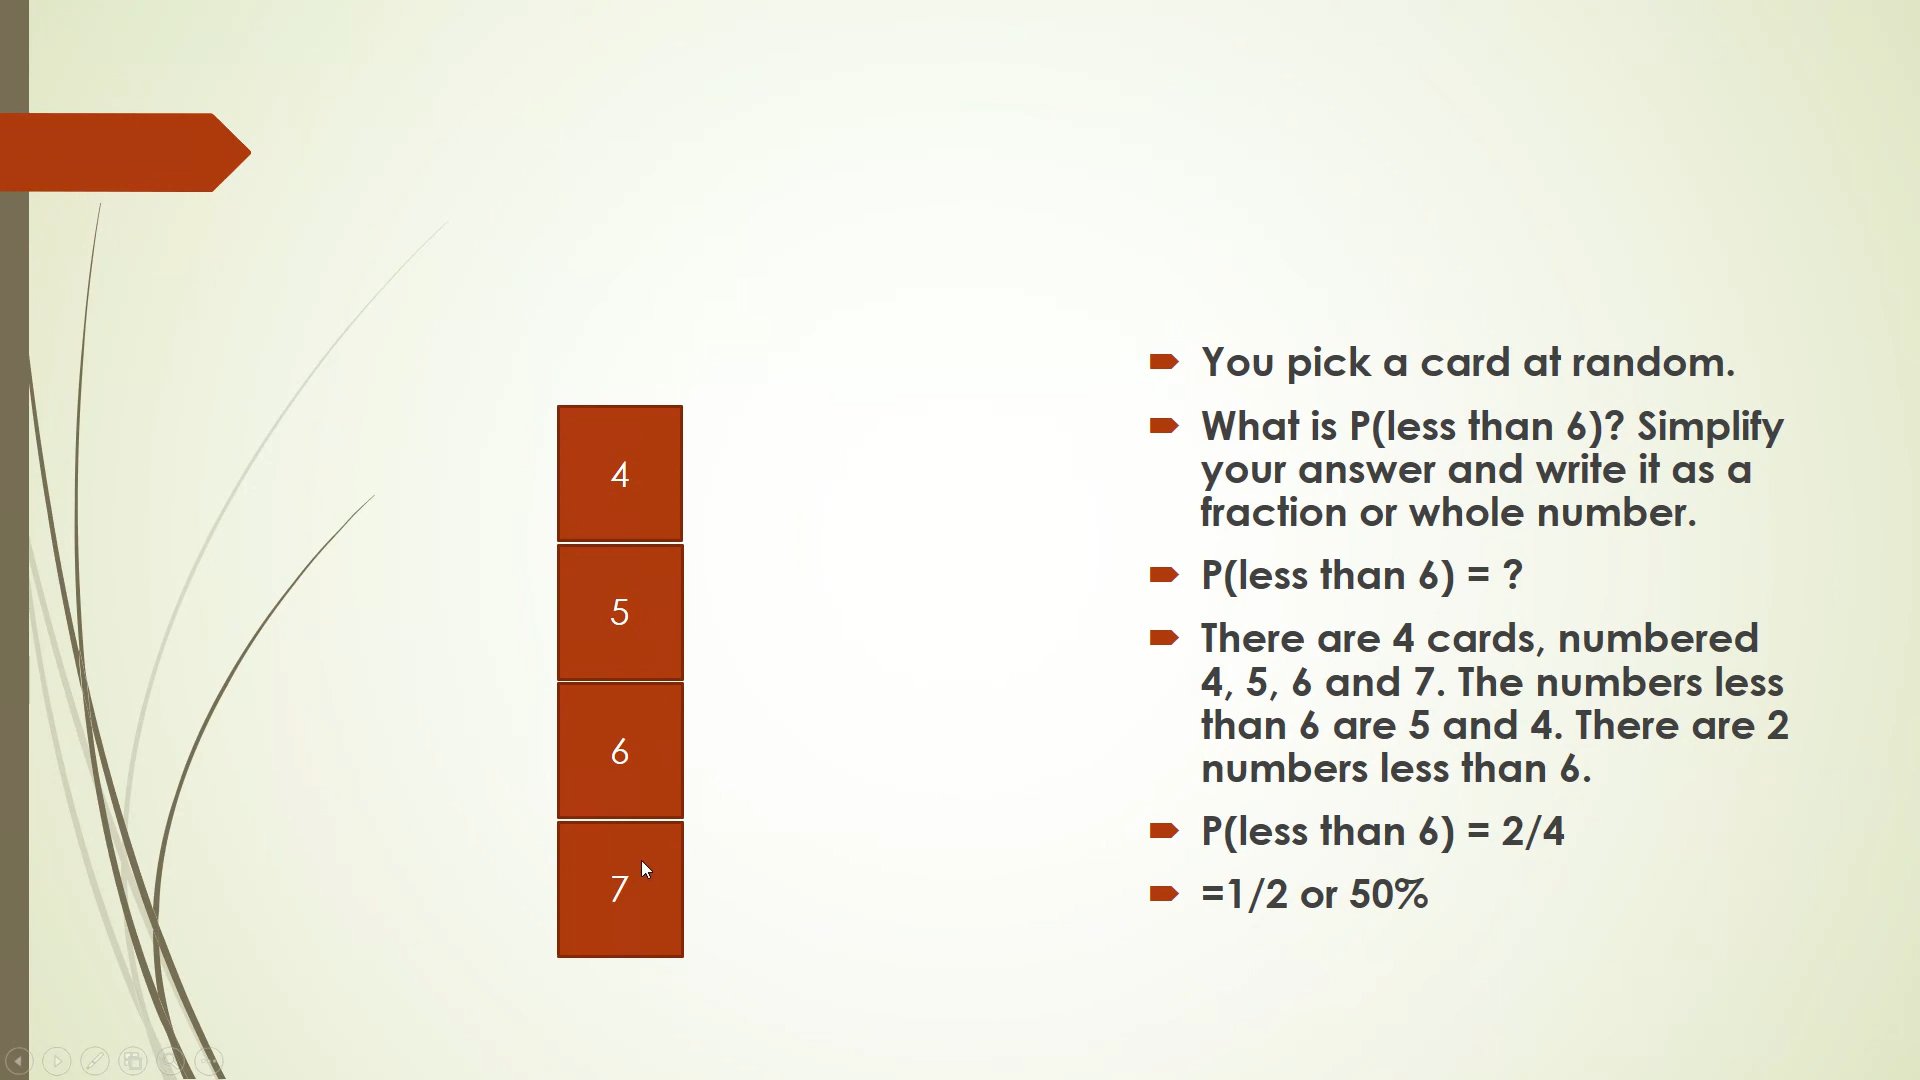 4
5
6
7
You pick a card at random.
What is P(less than 6)? Simplify
your answer and write it as a
fraction or whole number.
P(less than 6) = ?
There are 4 cards, numbered
4, 5, 6 and 7. The numbers less
than 6 are 5 and 4. There are 2
numbers less than 6.
P(less than 6) = 2/4
=1/2 or 50%